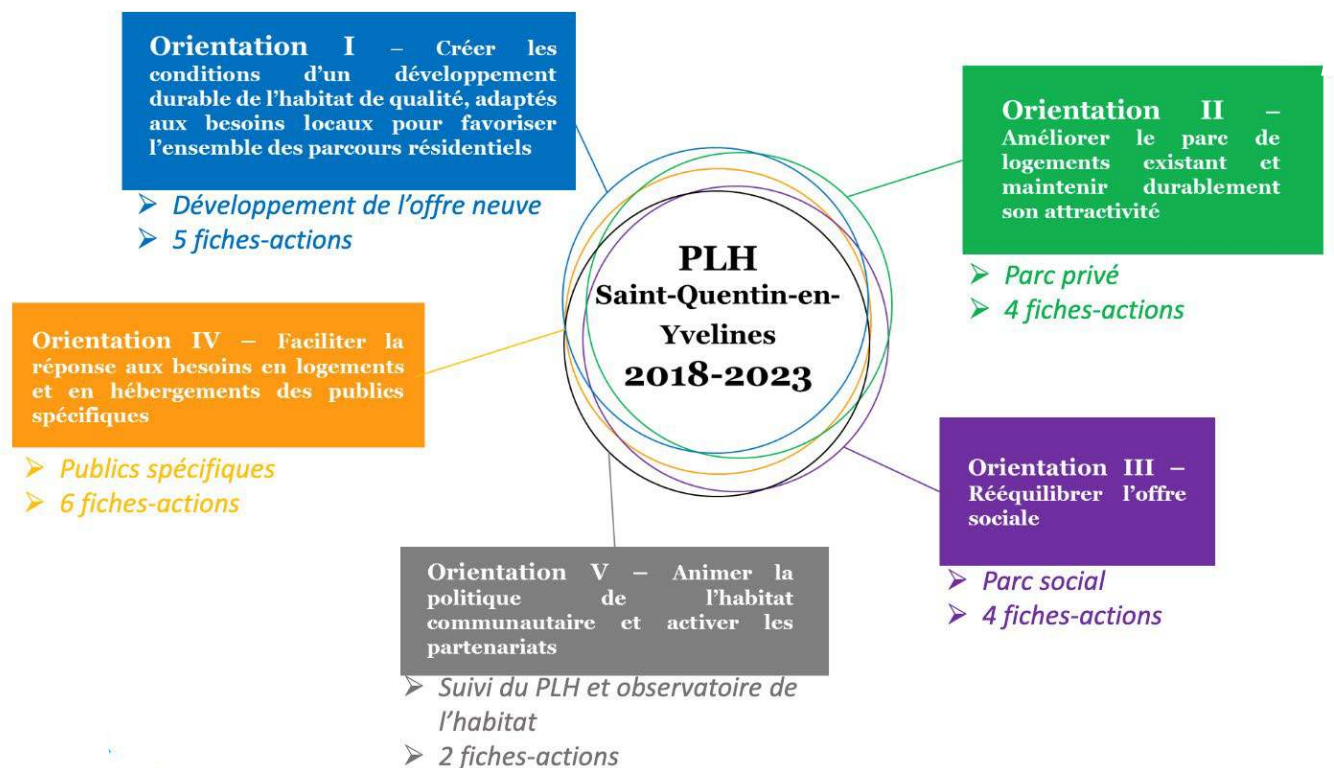 Orientation I – Créer les
conditions d'un développement
durable de l'habitat de qualité, adaptés
aux besoins locaux pour favoriser
l'ensemble des parcours résidentiels
➢ Développement de l'offre neuve
➢ 5 fiches-actions
Orientation II –
Améliorer le parc de
logements existant et
maintenir durablement
son attractivité
➢ Parc privé
➢ 4 fiches-actions
PLH
Saint-Quentin-en-
Yvelines
2018-2023
Orientation IV – Faciliter la
réponse aux besoins en logements
et en hébergements des publics
spécifiques
➢ Publics spécifiques
➢ 6 fiches-actions
Orientation III –
Rééquilibrer l'offre
sociale
➢ Parc social
➢ 4 fiches-actions
Orientation V – Animer la
politique de l'habitat
communautaire et activer les
partenariats
➢ Suivi du PLH et observatoire de
l'habitat
➢ 2 fiches-actions